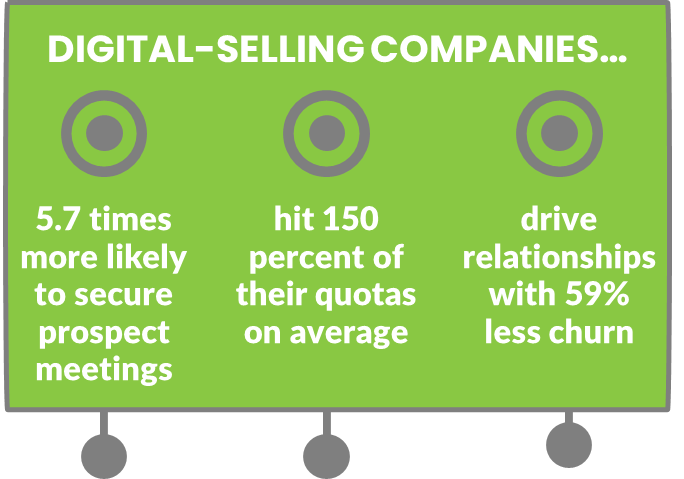 DIGITAL-SELLING COMPANIES...
5.7 times
more likely
to secure
prospect
meetings
hit 150
percent of
their quotas
on average
drive
relationships
with 59%
less churn